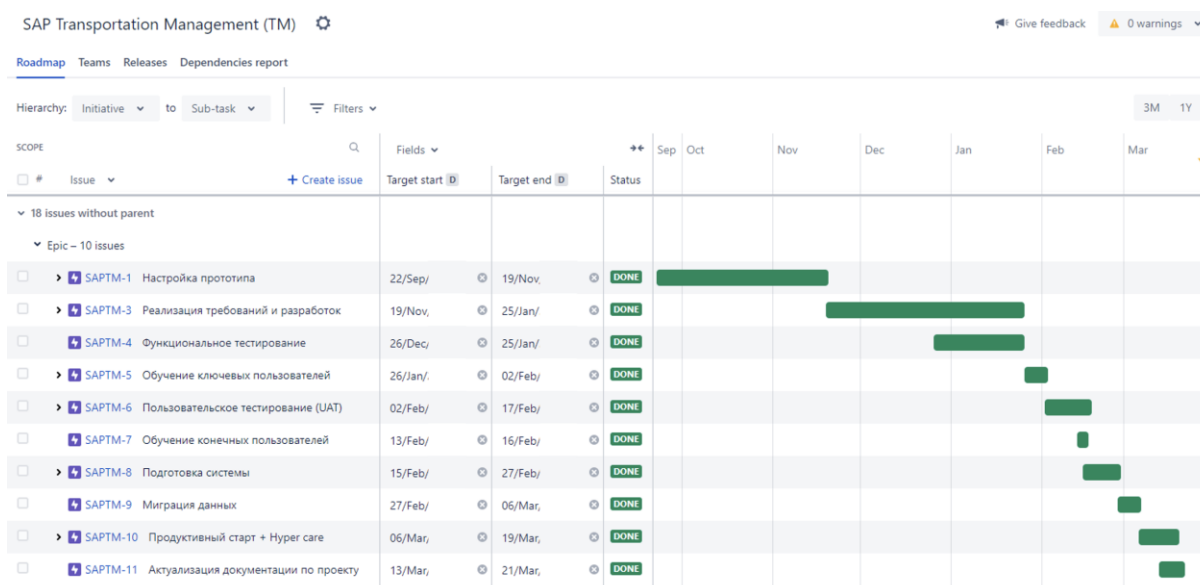 SAP Transportation Management (TM)
Give feedback
0 warnings
Roadmap Teams Releases Dependencies report
Hierarchy: Initiative to Sub-task Filters
3M 1Y
SCOPE
Fields
Sep Oct Nov Dec Jan Feb Mar
# Issue + Create issue Target start D Target end D Status
18 issues without parent
Epic – 10 issues
SAPTM-1 Настройка прототипа 22/Sep/ 19/Nov, DONE
SAPTM-3 Реализация требований и разработок 19/Nov, 25/Jan/ DONE
SAPTM-4 Функциональное тестирование 26/Dec/ 25/Jan/ DONE
SAPTM-5 Обучение ключевых пользователей 26/Jan/ 02/Feb/ DONE
SAPTM-6 Пользовательское тестирование (UAT) 02/Feb/ 17/Feb/ DONE
SAPTM-7 Обучение конечных пользователей 13/Feb/ 16/Feb/ DONE
SAPTM-8 Подготовка системы 15/Feb/ 27/Feb/ DONE
SAPTM-9 Миграция данных 27/Feb/ 06/Mar, DONE
SAPTM-10 Продуктивный старт + Hyper care 06/Mar, 19/Mar, DONE
SAPTM-11 Актуализация документации по проекту 13/Mar, 21/Mar, DONE